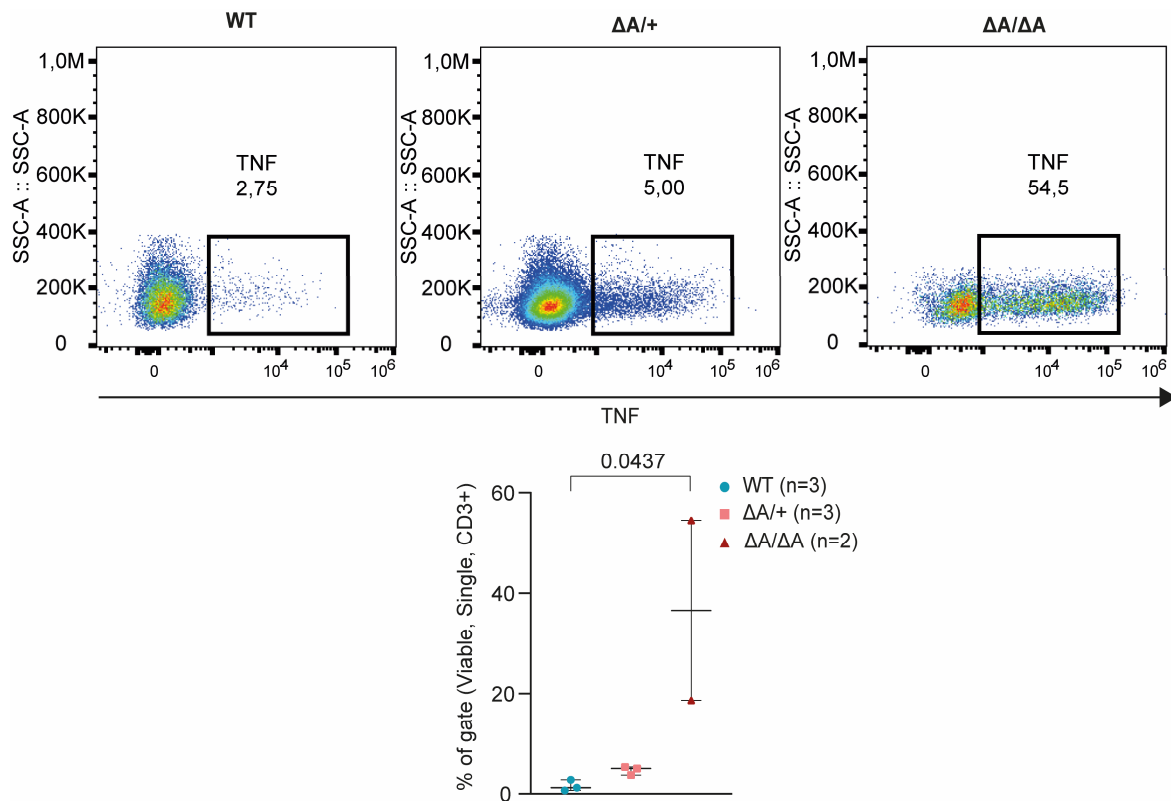 WT
ΔA/+
ΔA/ΔA
1,0M
800K
600K
400K
200K
0
SSC-A :: SSC-A
TNF
2,75
0
10^4
10^5
10^6
1,0M
800K
600K
400K
200K
0
SSC-A :: SSC-A
TNF
5,00
0
10^4
10^5
10^6
1,0M
800K
600K
400K
200K
0
SSC-A :: SSC-A
TNF
54,5
0
10^4
10^5
10^6
TNF
0.0437
60
40
20
0
% of gate (Viable, Single, CD3+)
WT (n=3)
ΔA/+ (n=3)
ΔA/ΔA (n=2)